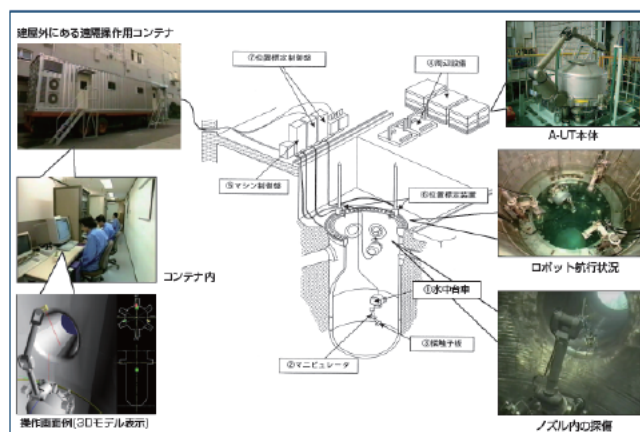 建屋外にある遠隔操作用コンテナ
⑦位置標定制御盤
④周辺設備
A-UT本体
⑤マシン制御盤
⑥位置標定装置
コンテナ内
ロボット航行状況
①水中台車
③接触子板
②マニピュレータ
操作画面例(3Dモデル表示)
ノズル内の探傷